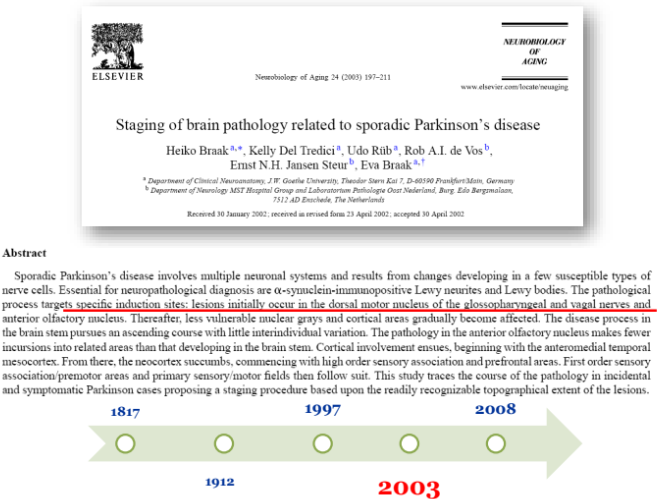 ELSEVIER
Neurobiology of Aging 24 (2003) 197–211
NEUROBIOLOGY
OF
AGING
www.elsevier.com/locate/neuaging
Staging of brain pathology related to sporadic Parkinson's disease
Heiko Braak a,*, Kelly Del Tredici a, Udo Rüb a, Rob A.I. de Vos b,
Ernst N.H. Jansen Steur b, Eva Braak a,†
a Department of Clinical Neuroanatomy, J.W. Goethe University, Theodor Stern Kai 7, D-60590 Frankfurt/Main, Germany
b Department of Neurology MST Hospital Group and Laboratorium Pathologie Oost Nederland, Burg. Edo Bergsmalaan,
7512 AD Enschede, The Netherlands
Received 30 January 2002; received in revised form 23 April 2002; accepted 30 April 2002
Abstract
Sporadic Parkinson's disease involves multiple neuronal systems and results from changes developing in a few susceptible types of
nerve cells. Essential for neuropathological diagnosis are α-synuclein-immunopositive Lewy neurites and Lewy bodies. The pathological
process targets specific induction sites: lesions initially occur in the dorsal motor nucleus of the glossopharyngeal and vagal nerves and
anterior olfactory nucleus. Thereafter, less vulnerable nuclear grays and cortical areas gradually become affected. The disease process in
the brain stem pursues an ascending course with little interindividual variation. The pathology in the anterior olfactory nucleus makes fewer
incursions into related areas than that developing in the brain stem. Cortical involvement ensues, beginning with the anteromedial temporal
mesocortex. From there, the neocortex succumbs, commencing with high order sensory association and prefrontal areas. First order sensory
association/premotor areas and primary sensory/motor fields then follow suit. This study traces the course of the pathology in incidental
and symptomatic Parkinson cases proposing a staging procedure based upon the readily recognizable topographical extent of the lesions.
1817
1997
2008
1912
2003